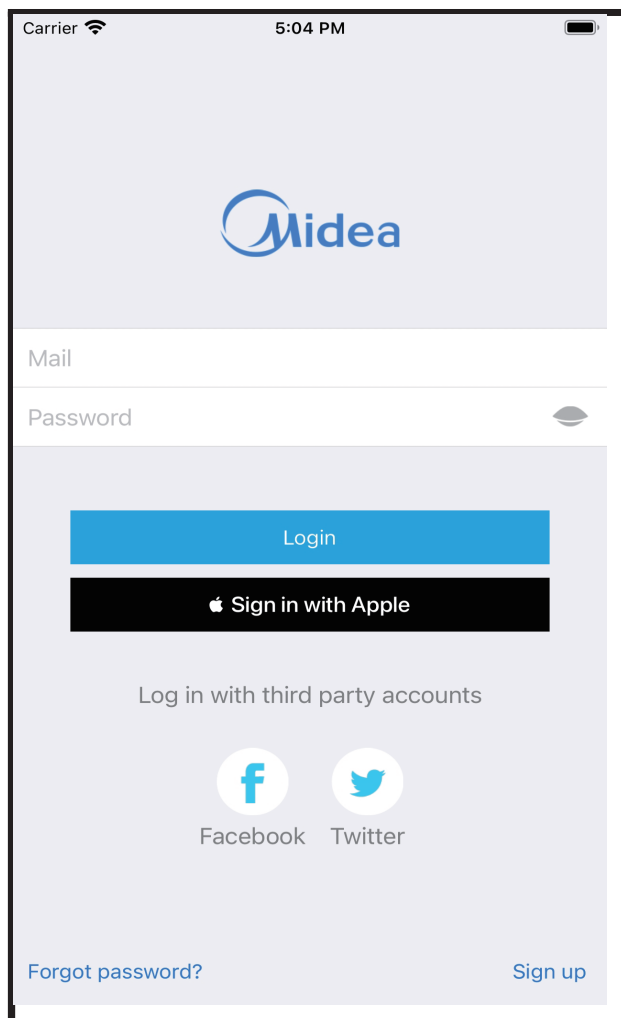 Carrier 5:04 PM
Midea
Mail
Password
Login
Sign in with Apple
Log in with third party accounts
Facebook Twitter
Forgot password? Sign up